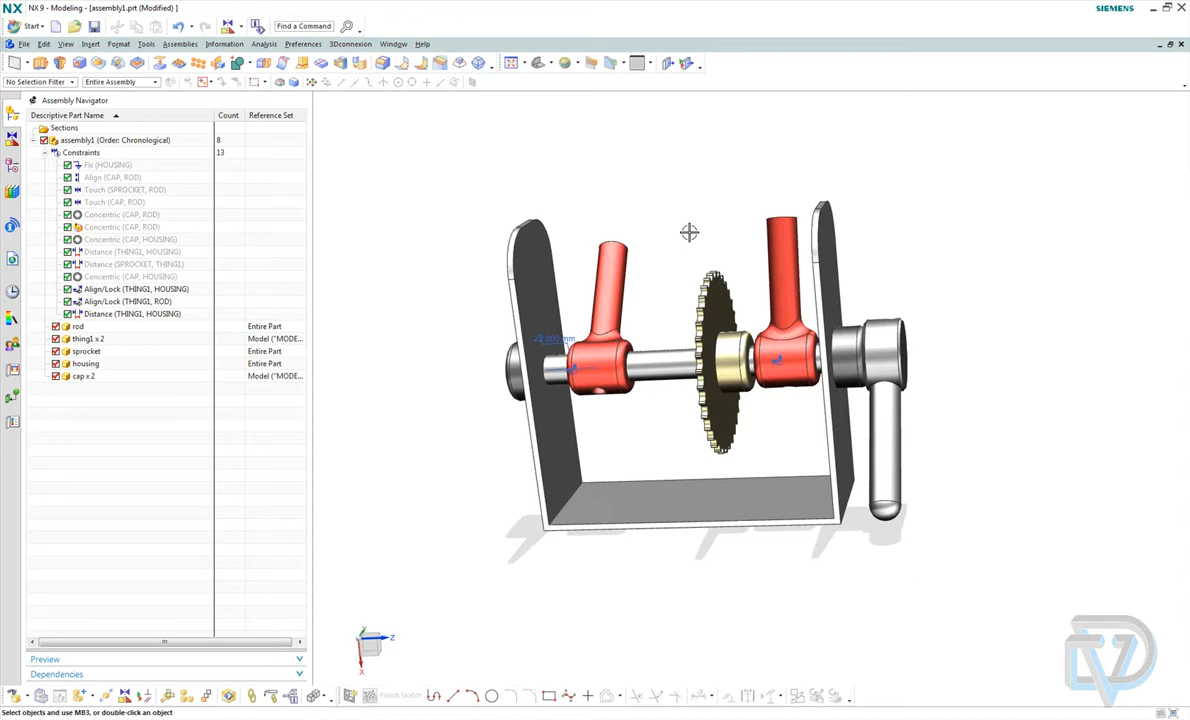 NX
NX 9 - Modeling - [assembly1.prt (Modified) ]
SIEMENS
Start
Find a Command
File Edit View Insert Format Tools Assemblies Information Analysis Preferences 3Dconnexion Window Help
No Selection Filter Entire Assembly
Assembly Navigator
Descriptive Part Name Count Reference Set
Sections
assembly1 (Order: Chronological) 8
Constraints 13
Fix (HOUSING)
Align (CAP, ROD)
Touch (SPROCKET, ROD)
Touch (CAP, ROD)
Concentric (CAP, ROD)
Concentric (CAP, ROD)
Concentric (CAP, HOUSING)
Distance (THING1, HOUSING)
Distance (SPROCKET, THING1)
Concentric (CAP, HOUSING)
Align/Lock (THING1, HOUSING)
Align/Lock (THING1, ROD)
Distance (THING1, HOUSING)
rod Entire Part
thing1 x 2 Model ("MODE...
sprocket Entire Part
housing Entire Part
cap x 2 Model ("MODE...
Z
X
Preview
Dependencies
Finish Sketch
Select objects and use MB3, or double-click an object